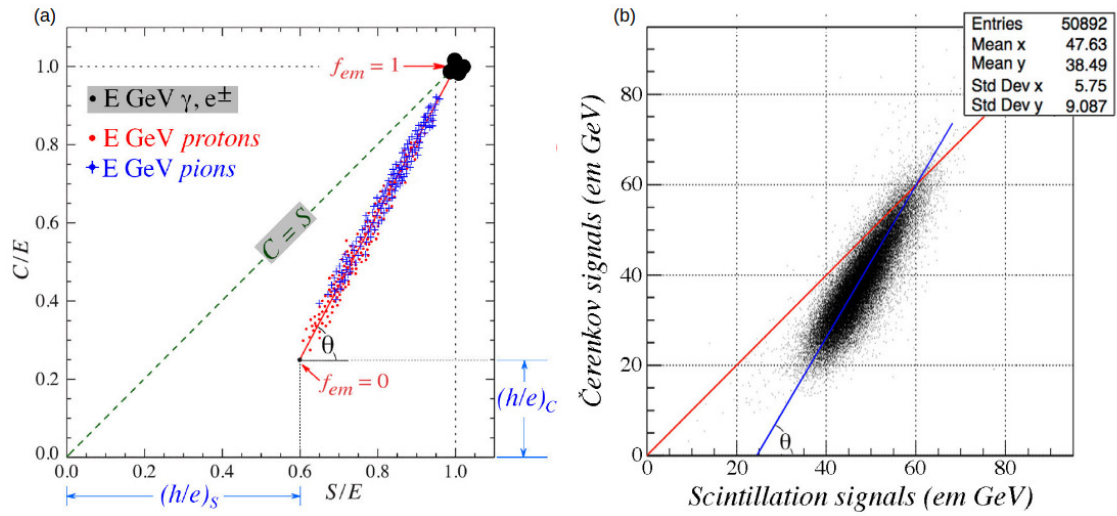 (a)
C/E
1.0
0.8
0.6
0.4
0.2
0.0
f_em = 1
• E GeV γ, e±
• E GeV protons
+ E GeV pions
C = S
θ
f_em = 0
(h/e)_C
0.0 0.2 0.4 0.6 0.8 1.0
(h/e)_S
S/E
(b)
Entries 50892
Mean x 47.63
Mean y 38.49
Std Dev x 5.75
Std Dev y 9.087
Čerenkov signals (em GeV)
80
60
40
20
0
θ
0 20 40 60 80
Scintillation signals (em GeV)